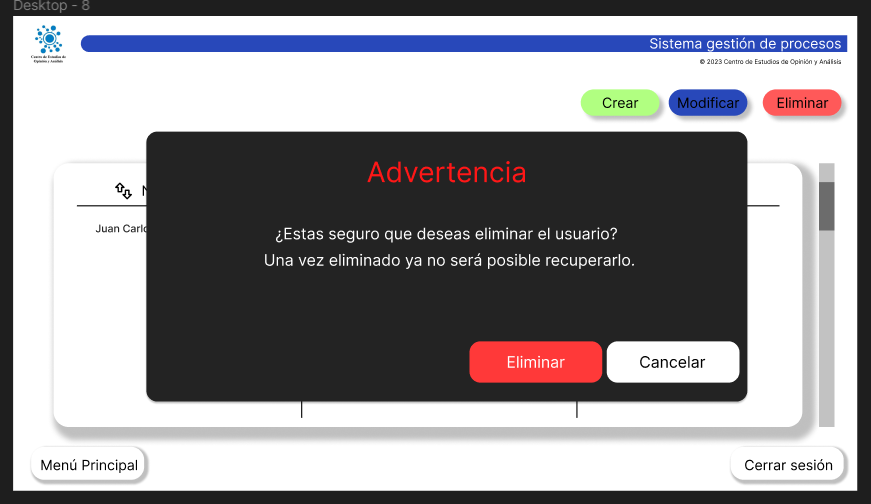 Desktop - 8
Centro de Estudios de
Opinión y Análisis
Sistema gestión de procesos
© 2023 Centro de Estudios de Opinión y Análisis
Crear
Modificar
Eliminar
Advertencia
N
Juan Carlo
¿Estas seguro que deseas eliminar el usuario?
Una vez eliminado ya no será posible recuperarlo.
Eliminar
Cancelar
Menú Principal
Cerrar sesión